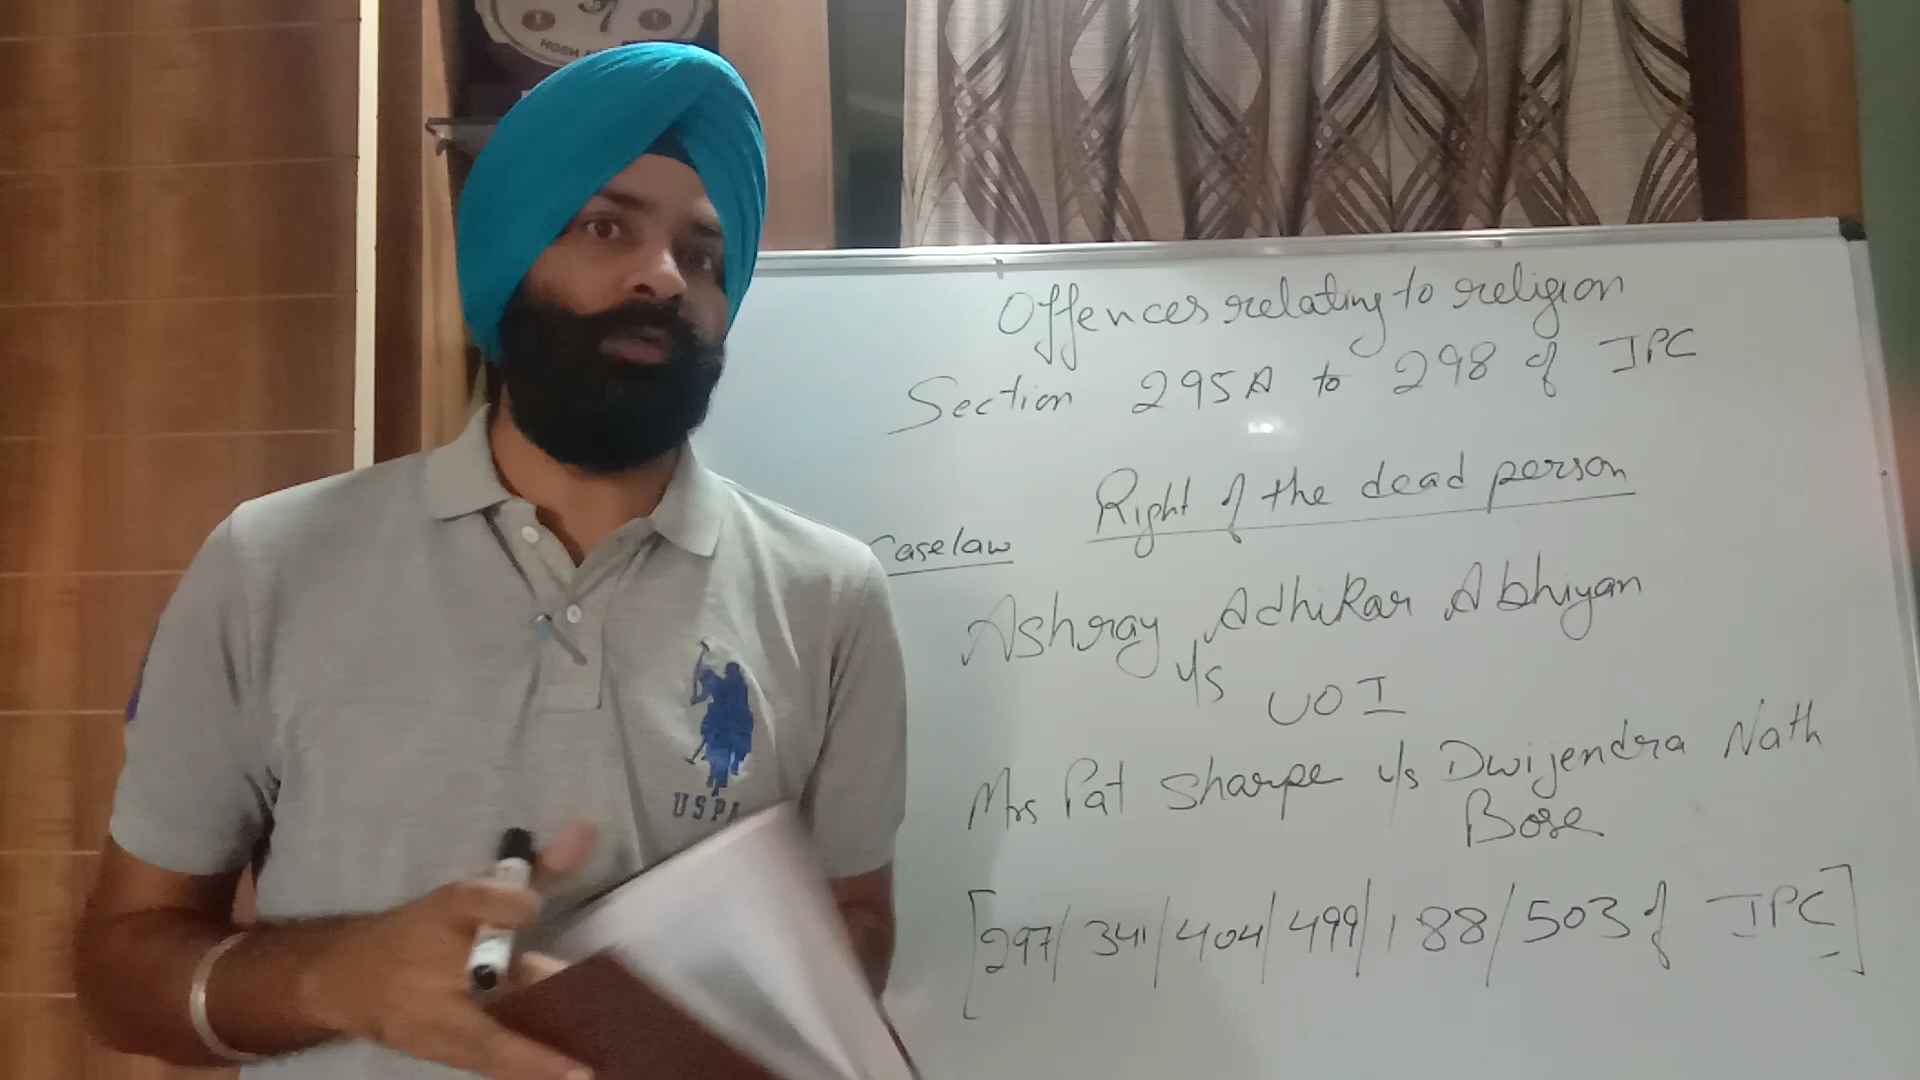 Offences relating to religion
Section 295A to 298 of IPC
Right of the dead person
Caselaw
Ashray Adhikar Abhiyan
v/s
UOI
Mrs Pat Sharpe v/s Dwijendra Nath
Bose
[297/341/404/499/188/503 of IPC]
USPA